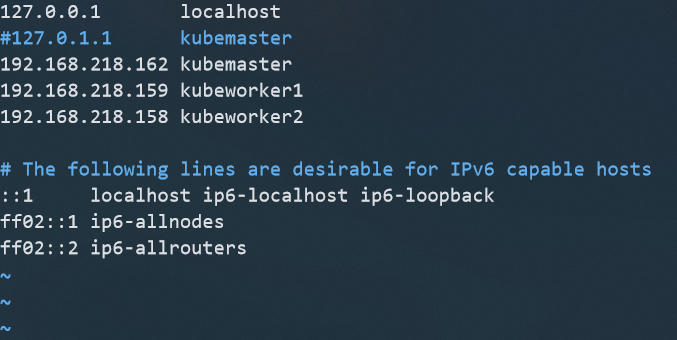 127.0.0.1       localhost
#127.0.1.1      kubemaster
192.168.218.162 kubemaster
192.168.218.159 kubeworker1
192.168.218.158 kubeworker2

# The following lines are desirable for IPv6 capable hosts
::1     localhost ip6-localhost ip6-loopback
ff02::1 ip6-allnodes
ff02::2 ip6-allrouters
~
~
~